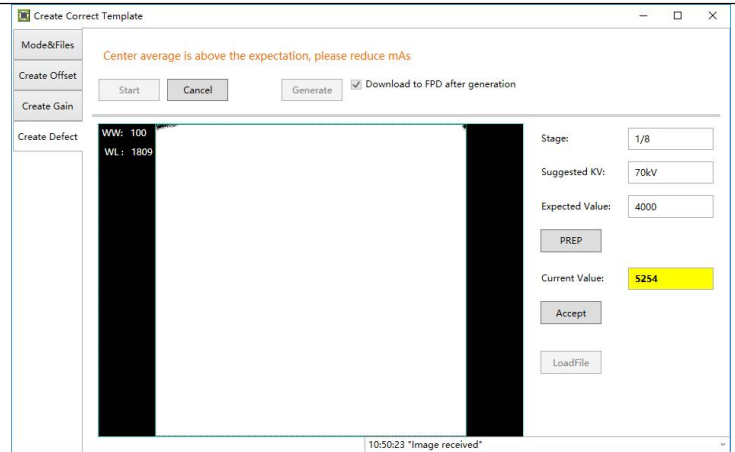 Create Correct Template
Mode&Files
Create Offset
Create Gain
Create Defect
Center average is above the expectation, please reduce mAs
Start Cancel Generate Download to FPD after generation
WW: 100
WL: 1809
Stage: 1/8
Suggested KV: 70kV
Expected Value: 4000
PREP
Current Value: 5254
Accept
LoadFile
10:50:23 "Image received"